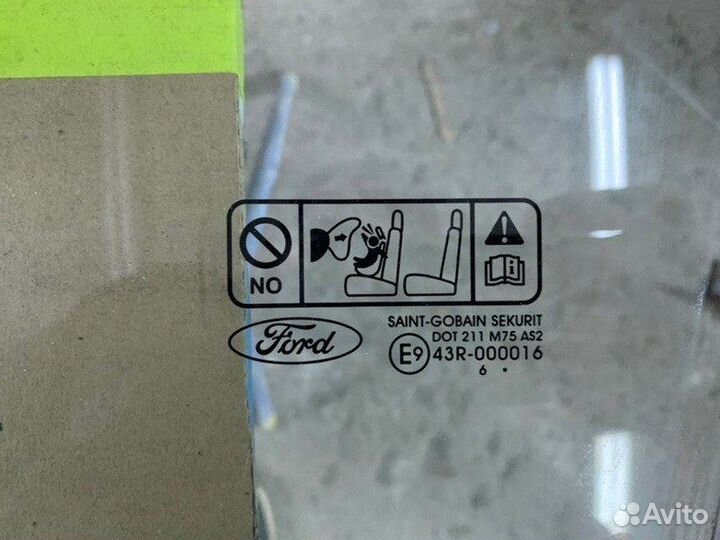 NO
i
Ford
SAINT-GOBAIN SEKURIT
DOT 211 M75 AS2
E9 43R-000016
6 •
Avito